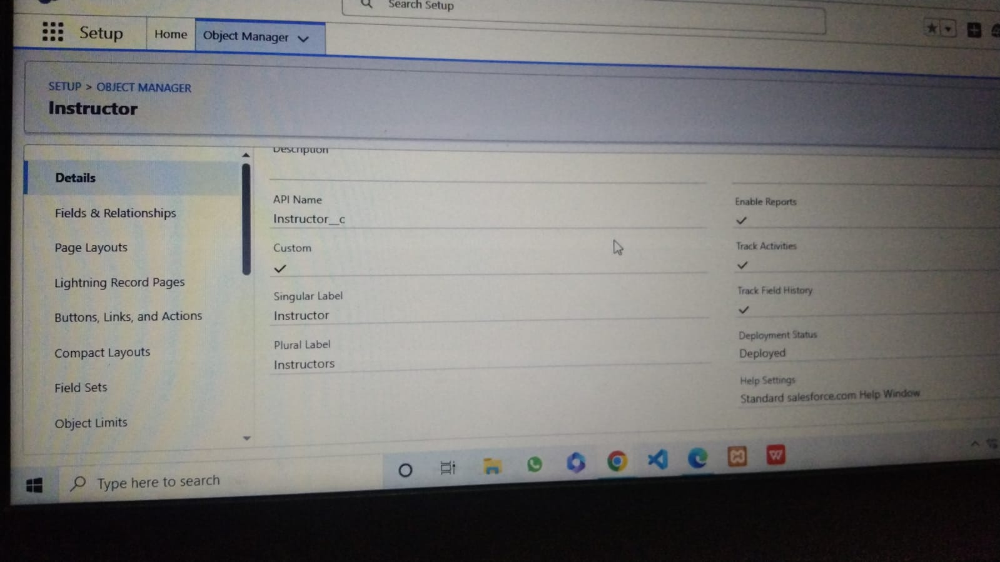 Search Setup
Setup
Home
Object Manager
SETUP > OBJECT MANAGER
Instructor
Details
Fields & Relationships
Page Layouts
Lightning Record Pages
Buttons, Links, and Actions
Compact Layouts
Field Sets
Object Limits
Description
API Name
Instructor__c
Custom
Singular Label
Instructor
Plural Label
Instructors
Enable Reports
Track Activities
Track Field History
Deployment Status
Deployed
Help Settings
Standard salesforce.com Help Window
Type here to search